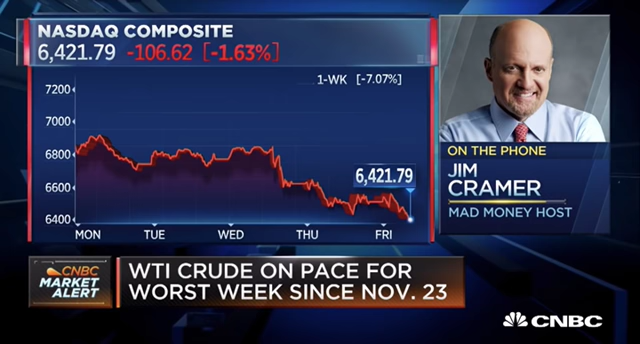 NASDAQ COMPOSITE
6,421.79 -106.62 [-1.63%]
1-WK [-7.07%]
7200
7000
6800
6600
6400
6,421.79
MON TUE WED THU FRI
ON THE PHONE
JIM
CRAMER
MAD MONEY HOST
CNBC
MARKET
ALERT
WTI CRUDE ON PACE FOR
WORST WEEK SINCE NOV. 23
CNBC